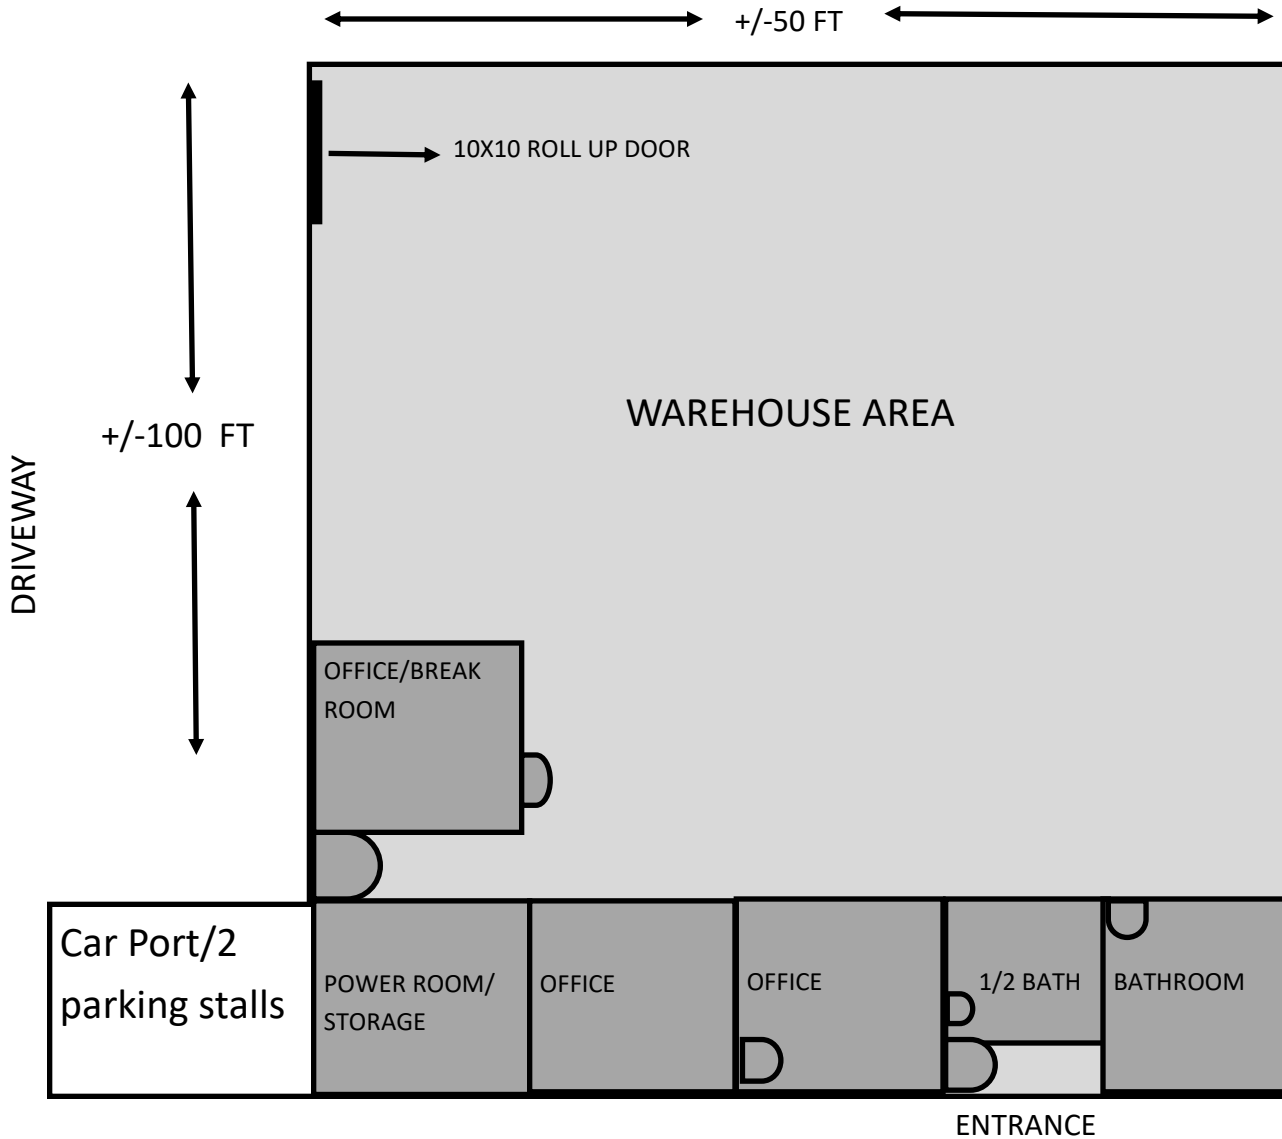 +/-50 FT
10X10 ROLL UP DOOR
WAREHOUSE AREA
+/-100  FT
DRIVEWAY
OFFICE/BREAK
ROOM
Car Port/2
parking stalls
POWER ROOM/
STORAGE
OFFICE
OFFICE
1/2 BATH
BATHROOM
ENTRANCE